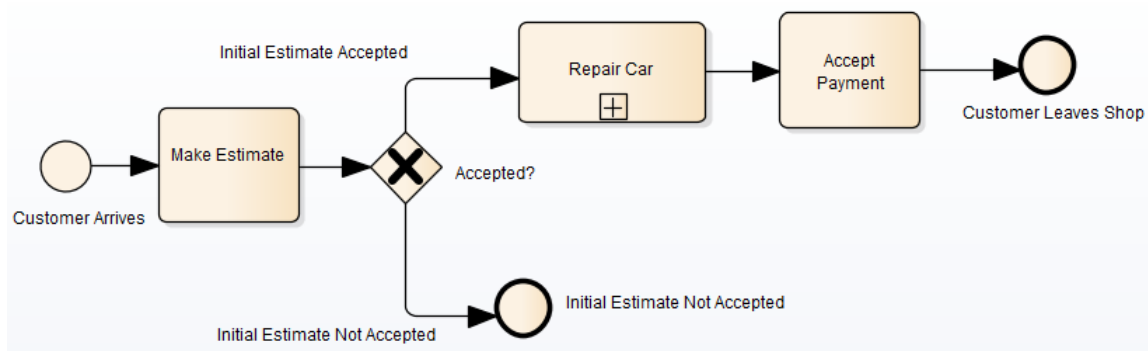 Initial Estimate Accepted
Repair Car
Accept
Payment
Customer Leaves Shop
Make Estimate
Accepted?
Customer Arrives
Initial Estimate Not Accepted
Initial Estimate Not Accepted